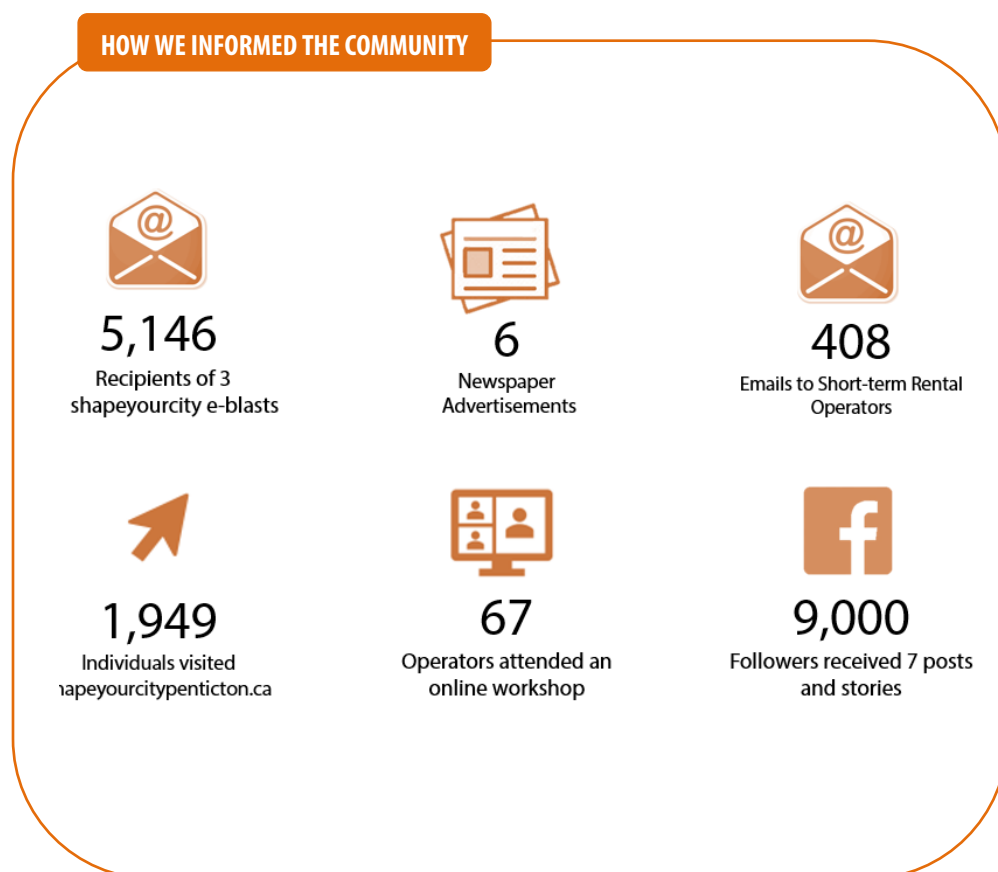 HOW WE INFORMED THE COMMUNITY
@
5,146
Recipients of 3
shapeyourcity e-blasts
6
Newspaper
Advertisements
@
408
Emails to Short-term Rental
Operators
1,949
Individuals visited
hapeyourcitypenticton.ca
67
Operators attended an
online workshop
f
9,000
Followers received 7 posts
and stories